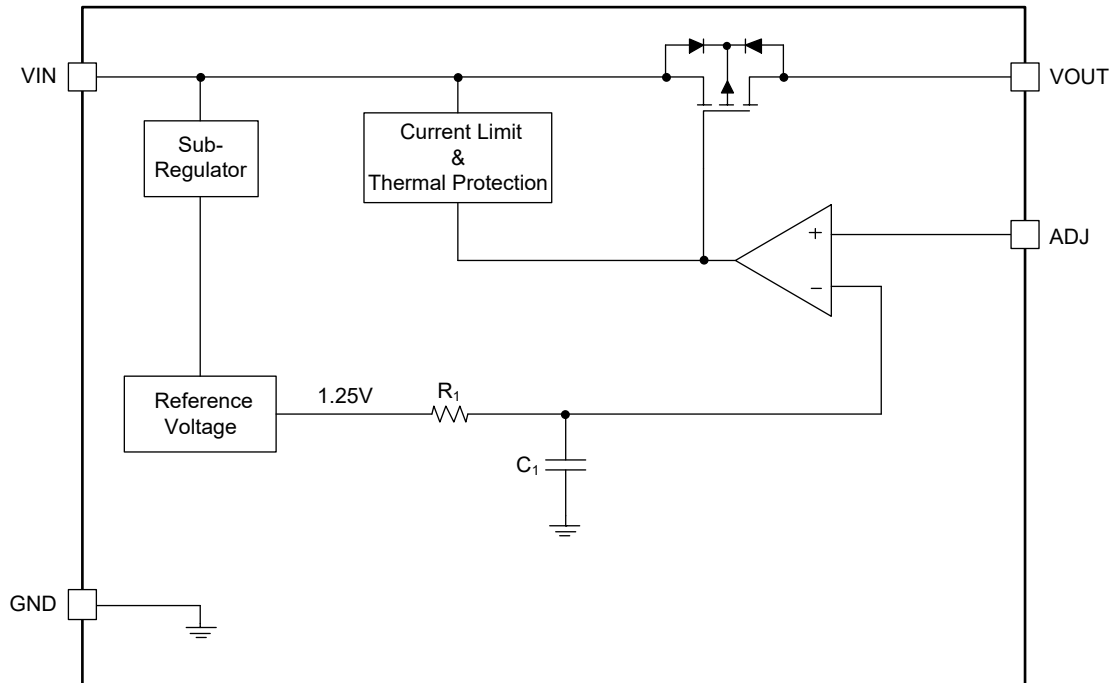 VIN
VOUT
Sub-
Regulator
Current Limit
&
Thermal Protection
+
ADJ
−
Reference
Voltage
1.25V
R₁
C₁
GND